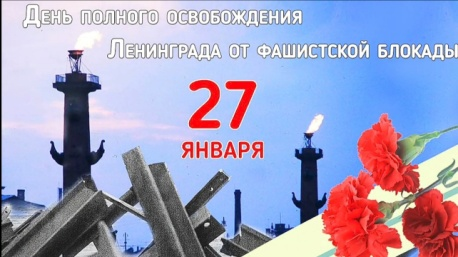 День полного освобождения
Ленинграда от фашистской блокады
27
ЯНВАРЯ